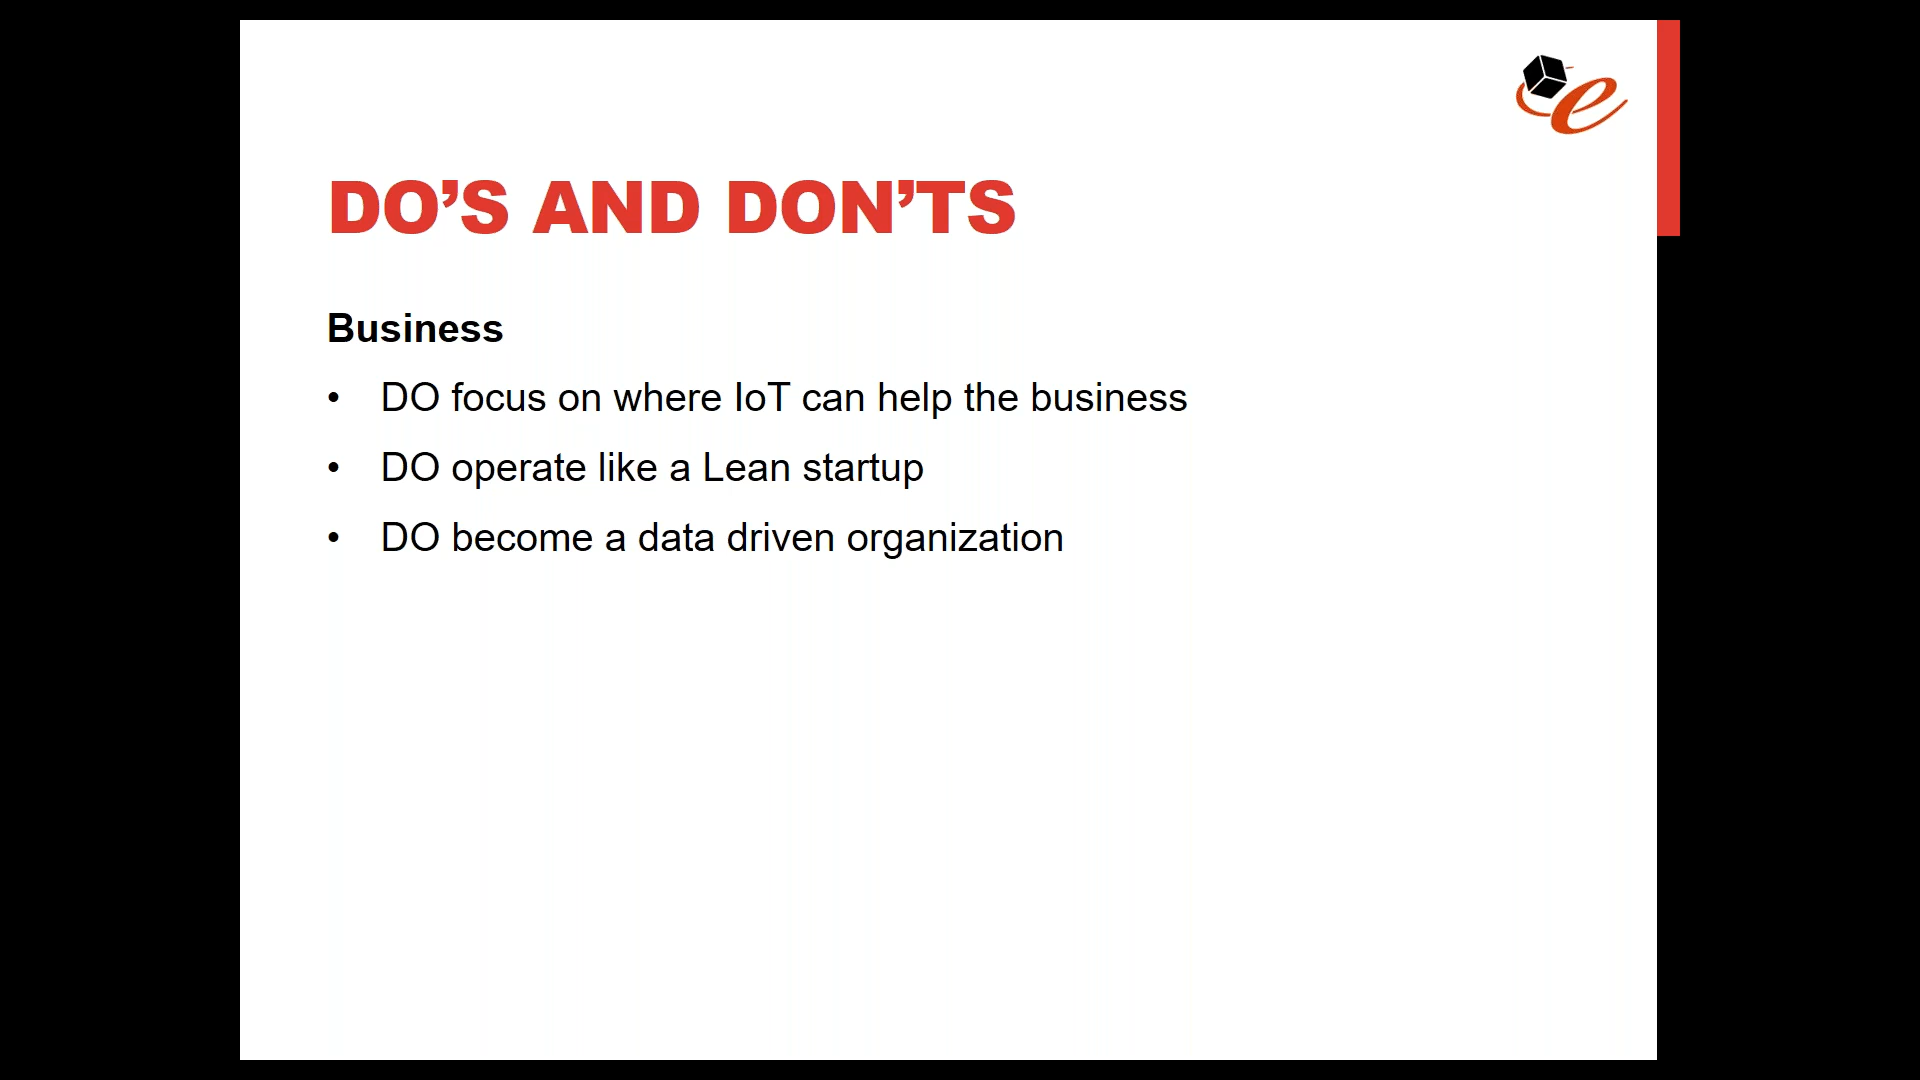 DO’S AND DON’TS
Business
• DO focus on where IoT can help the business
• DO operate like a Lean startup
• DO become a data driven organization
e